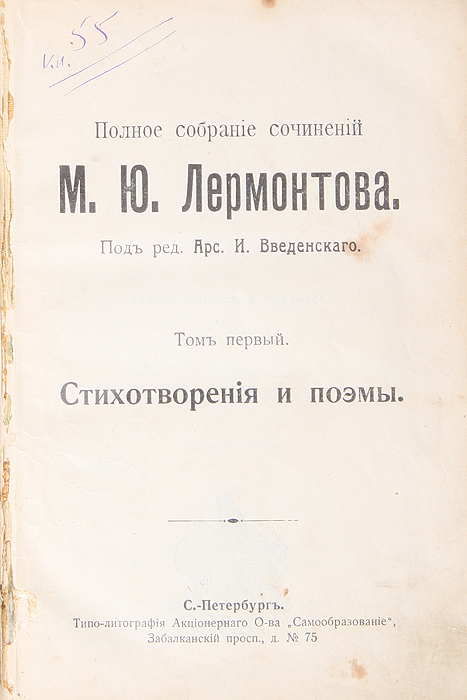 55
к.и.
Полное собраніе сочиненій
М. Ю. Лермонтова.
Подъ ред. Арс. И. Введенскаго.
Томъ первый.
Стихотворенія и поэмы.
С.-Петербургъ.
Типо-литографія Акціонернаго О-ва „Самообразованіе",
Забалканскій просп., д. № 75